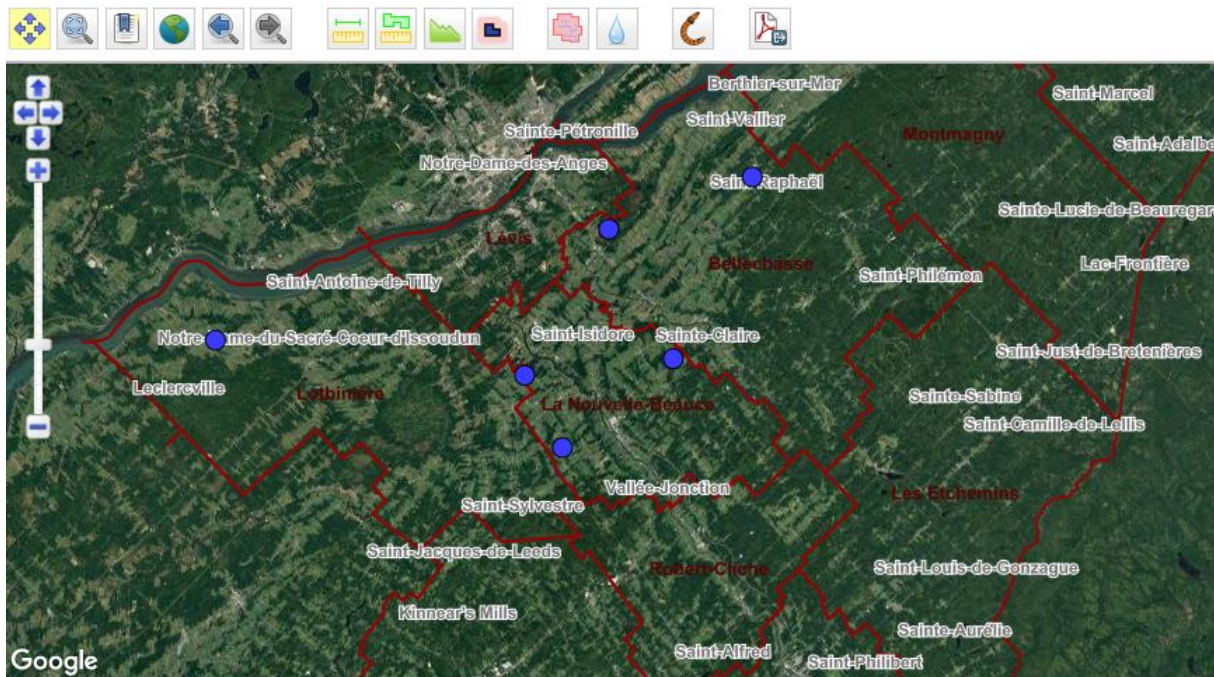 Berthier-sur-Mer
Saint-Marcel
Saint-Vallier
Sainte-Pétronille
Montmagny
Saint-Adalbe
Notre-Dame-des-Anges
Saint-Raphaël
Sainte-Lucie-de-Beauregar
Lévis
Bellechasse
Lac-Frontière
Saint-Philémon
Saint-Antoine-de-Tilly
Saint-Isidore
Sainte-Claire
Notre-Dame-du-Sacré-Coeur-d'Issoudun
Saint-Just-de-Bretenières
Leclercville
Lotbinière
La Nouvelle-Beauce
Sainte-Sabine
Saint-Camille-de-Lellis
Vallée-Jonction
Les Etchemins
Saint-Sylvestre
Saint-Jacques-de-Leeds
Robert-Cliche
Saint-Louis-de-Gonzague
Kinnear's Mills
Sainte-Aurélie
Saint-Alfred
Saint-Philibert
Google